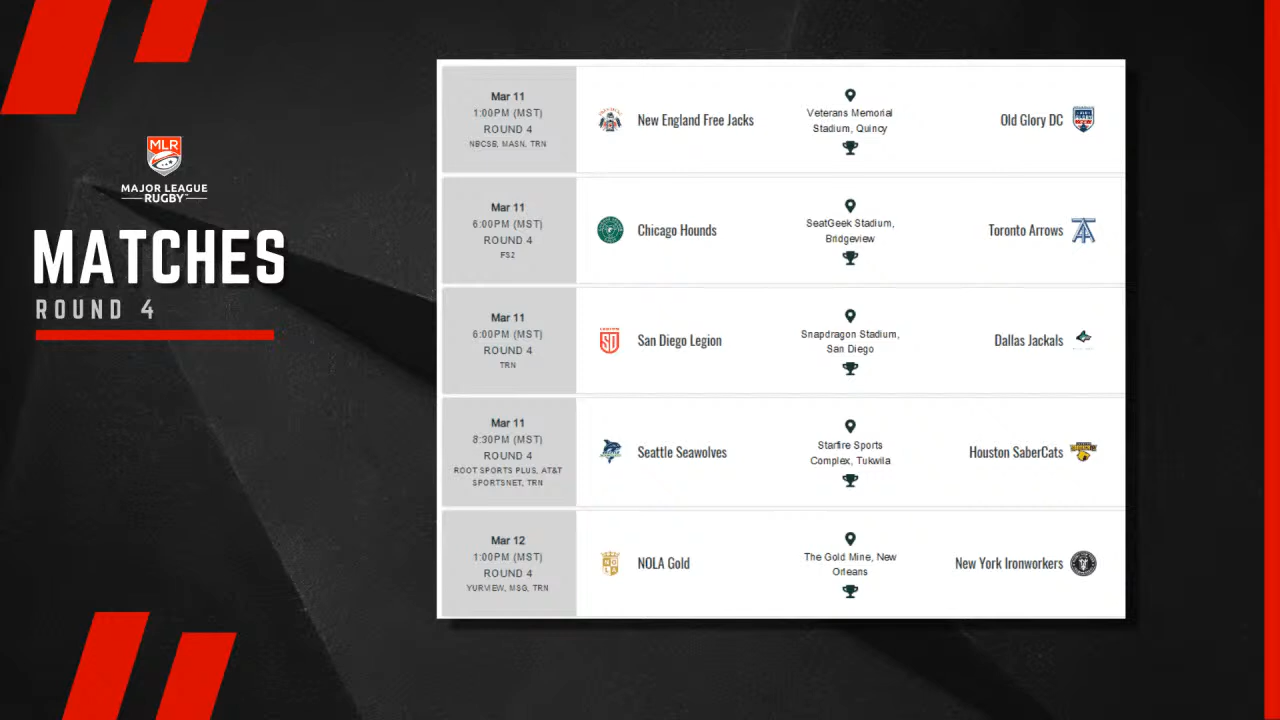 MLR
MAJOR LEAGUE
RUGBY
MATCHES
ROUND 4
Mar 11
1:00PM (MST)
ROUND 4
NBCSB, MASN, TRN
New England Free Jacks
Veterans Memorial
Stadium, Quincy
Old Glory DC
Mar 11
6:00PM (MST)
ROUND 4
FS2
Chicago Hounds
SeatGeek Stadium,
Bridgeview
Toronto Arrows
Mar 11
6:00PM (MST)
ROUND 4
TRN
LEGION
SD
San Diego Legion
Snapdragon Stadium,
San Diego
Dallas Jackals
Mar 11
8:30PM (MST)
ROUND 4
ROOT SPORTS PLUS, AT&T
SPORTSNET, TRN
Seattle Seawolves
Starfire Sports
Complex, Tukwila
Houston SaberCats
Mar 12
1:00PM (MST)
ROUND 4
YURVIEW, MSG, TRN
NOLA
NOLA Gold
The Gold Mine, New
Orleans
New York Ironworkers